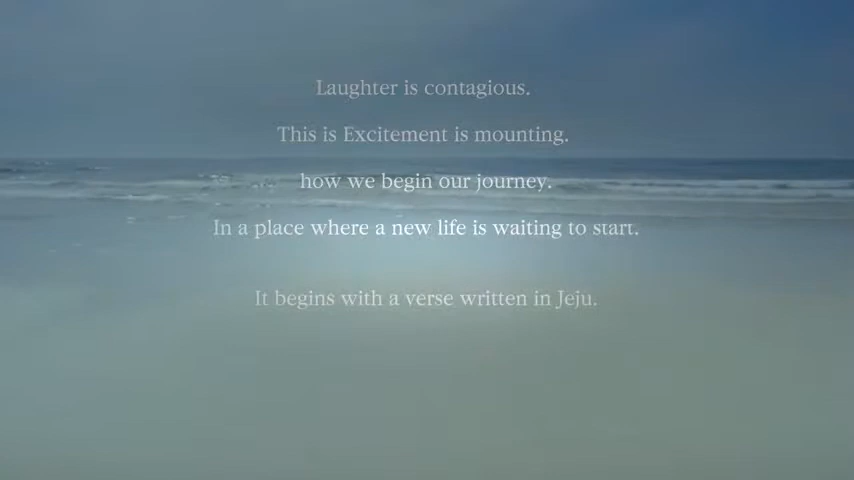 Laughter is contagious.
This is Excitement is mounting.
how we begin our journey.
In a place where a new life is waiting to start.
It begins with a verse written in Jeju.